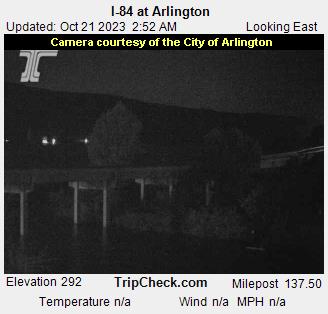 I-84 at Arlington
Updated: Oct 21 2023 2:52 AM Looking East
Camera courtesy of the City of Arlington
Elevation 292 TripCheck.com Milepost 137.50
Temperature n/a Wind n/a MPH n/a